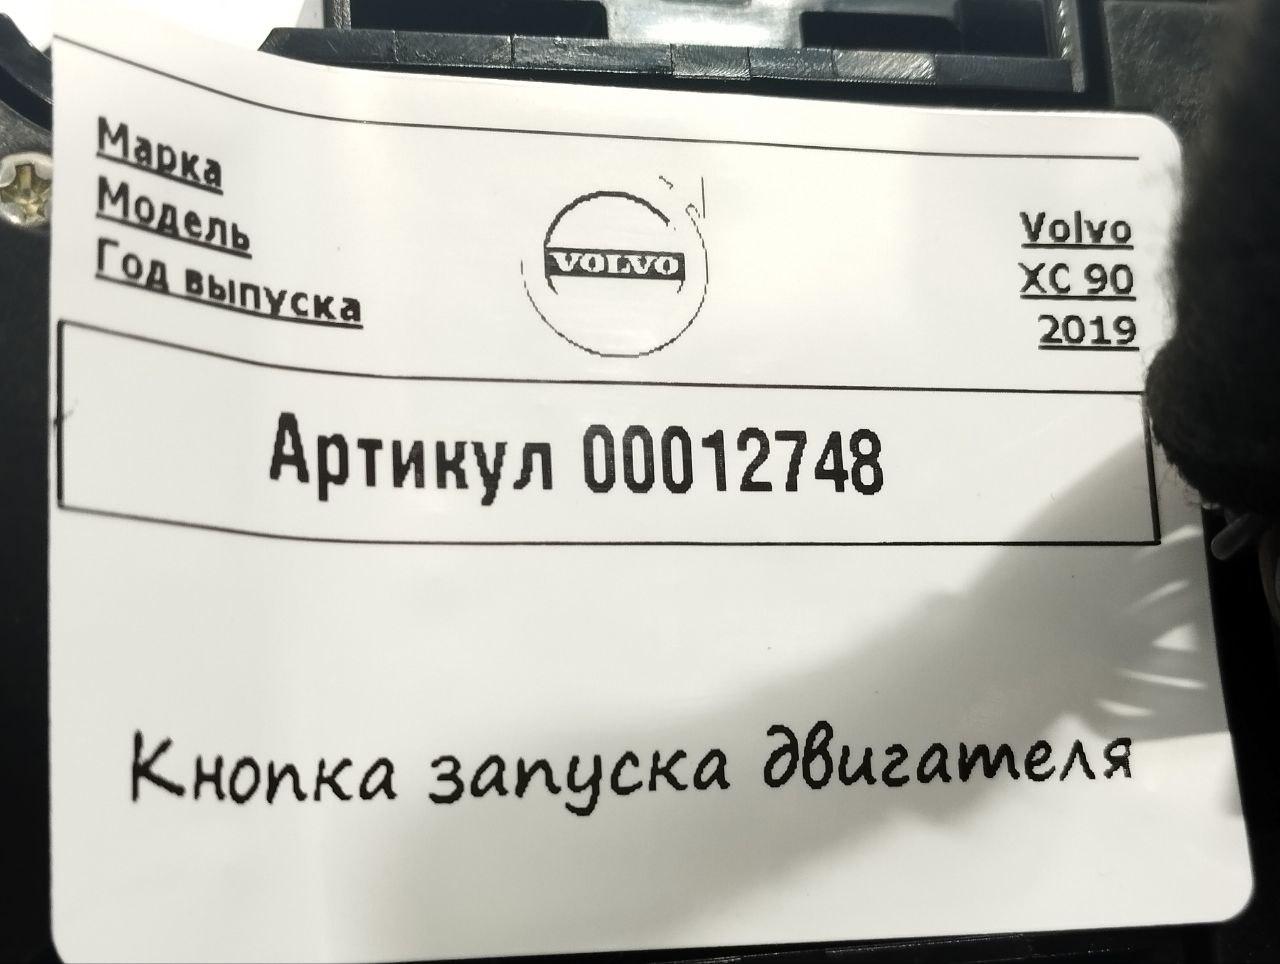 Марка
Модель
Год выпуска
VOLVO
Volvo
XC 90
2019
Артикул 00012748
Кнопка запуска двигателя